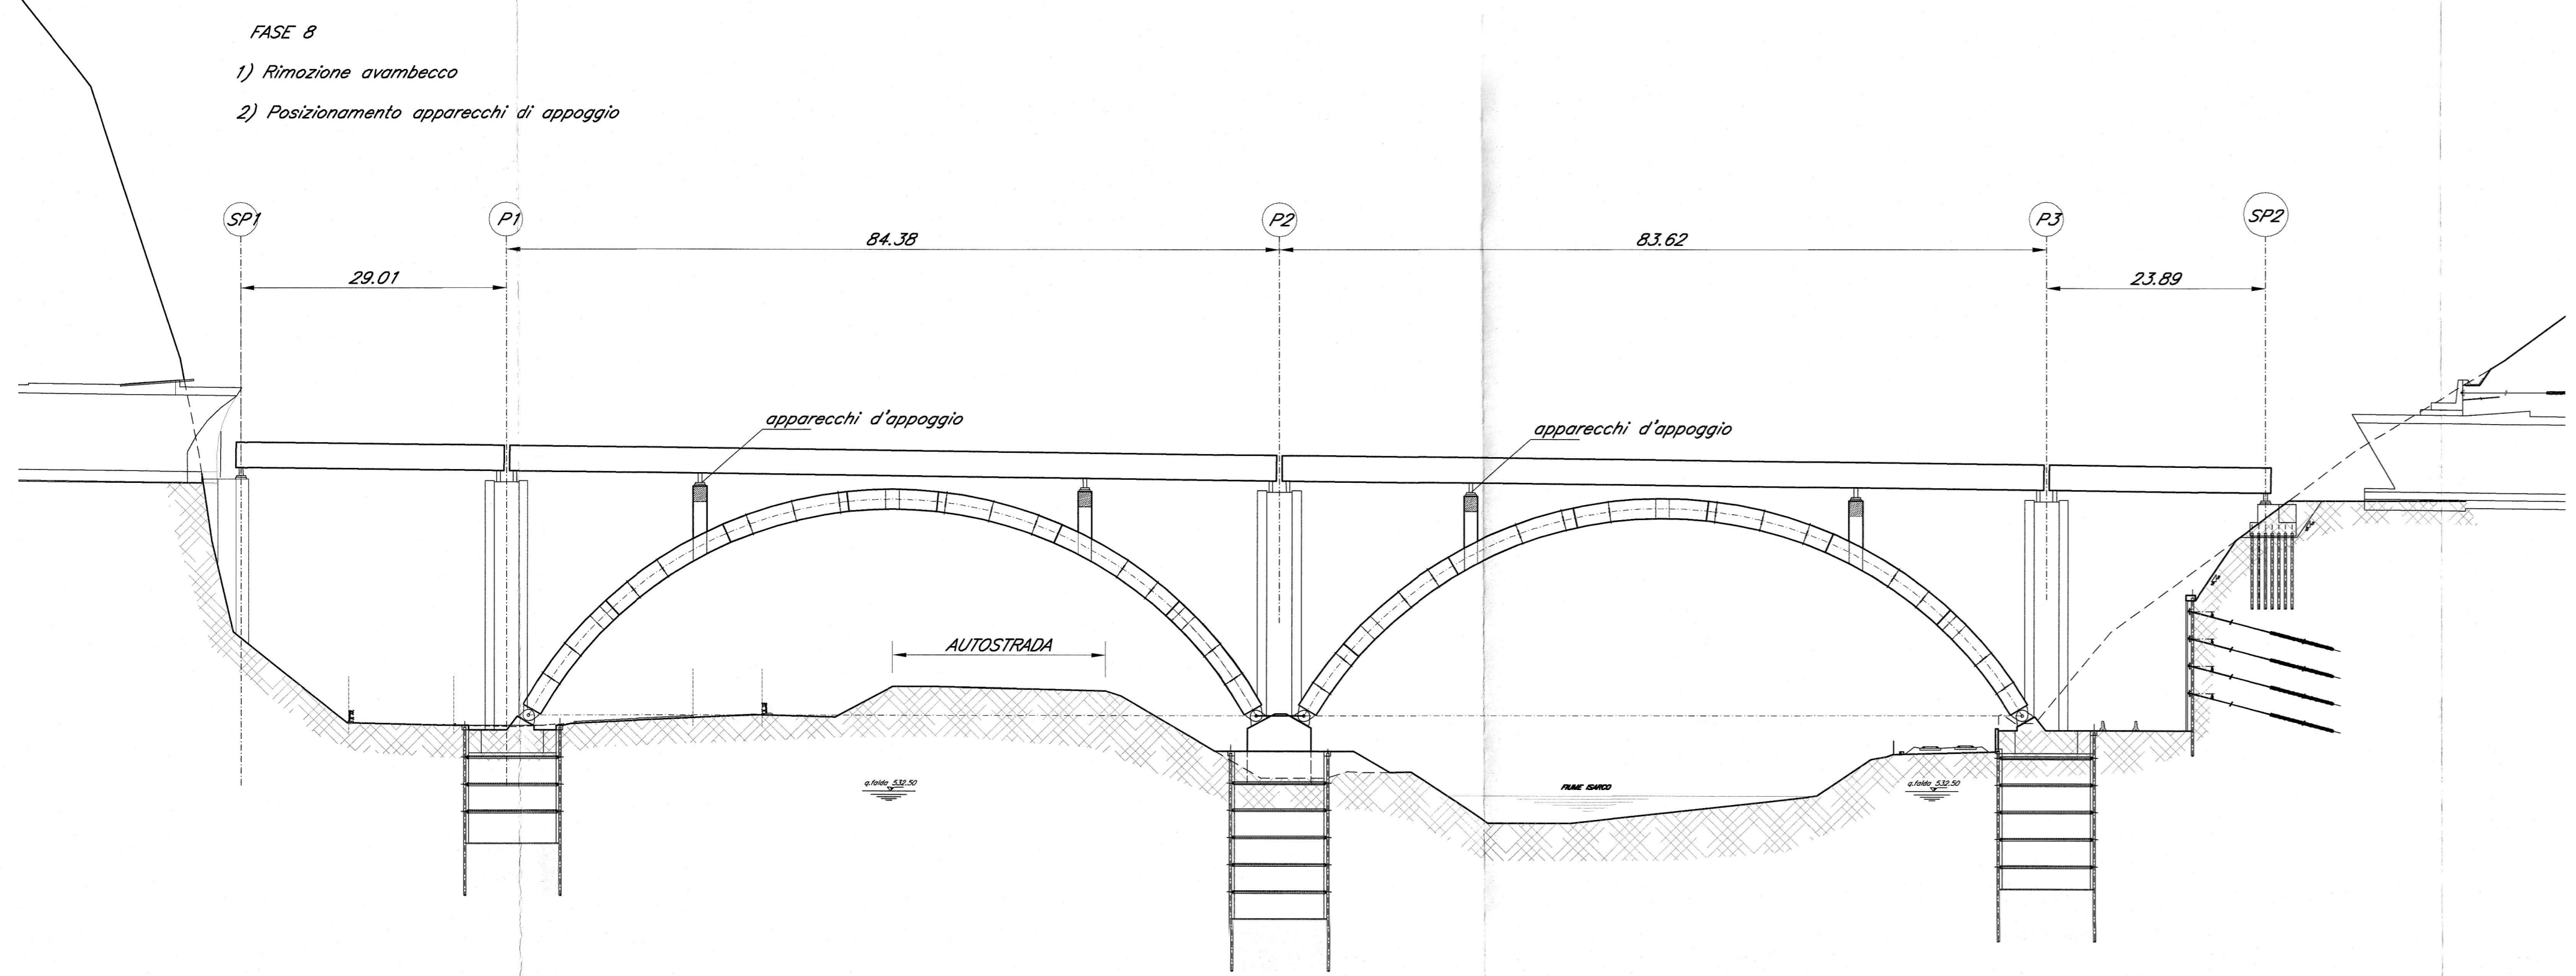 FASE 8
1) Rimozione avambecco
2) Posizionamento apparecchi di appoggio
SP1
P1
P2
P3
SP2
84.38
83.62
29.01
23.89
apparecchi d'appoggio
apparecchi d'appoggio
AUTOSTRADA
q.falda 532.50
FIUME ISARCO
q.falda 532.50